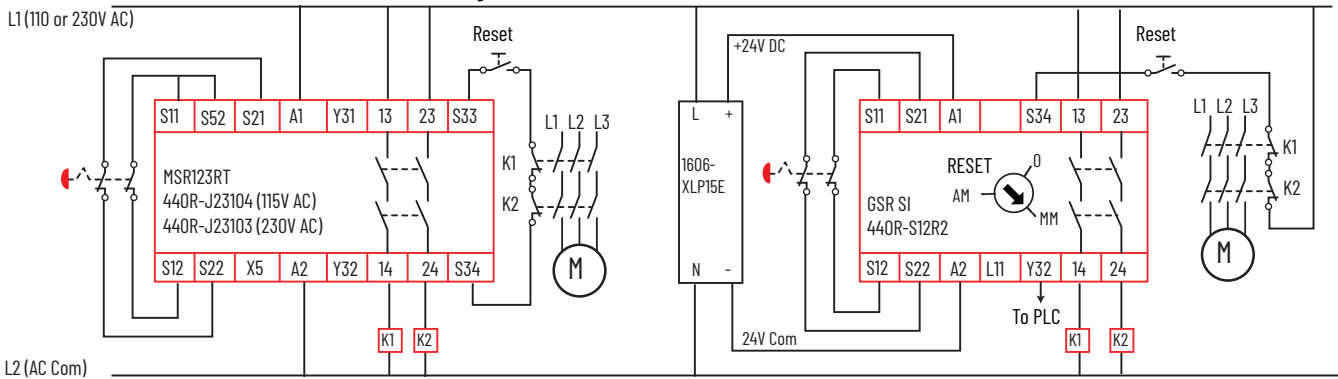 L1 (110 or 230V AC)
Reset
S11 S52 S21 A1 Y31 13 23 S33
MSR123RT
440R-J23104 (115V AC)
440R-J23103 (230V AC)
S12 S22 X5 A2 Y32 14 24 S34
K1 K2
L1 L2 L3
K1
K2
M
+24V DC
L +
1606-
XLP15E
N -
24V Com
Reset
S11 S21 A1 S34 13 23
RESET
O
AM
MM
GSR SI
440R-S12R2
S12 S22 A2 L11 Y32 14 24
To PLC
K1 K2
L1 L2 L3
K1
K2
M
L2 (AC Com)